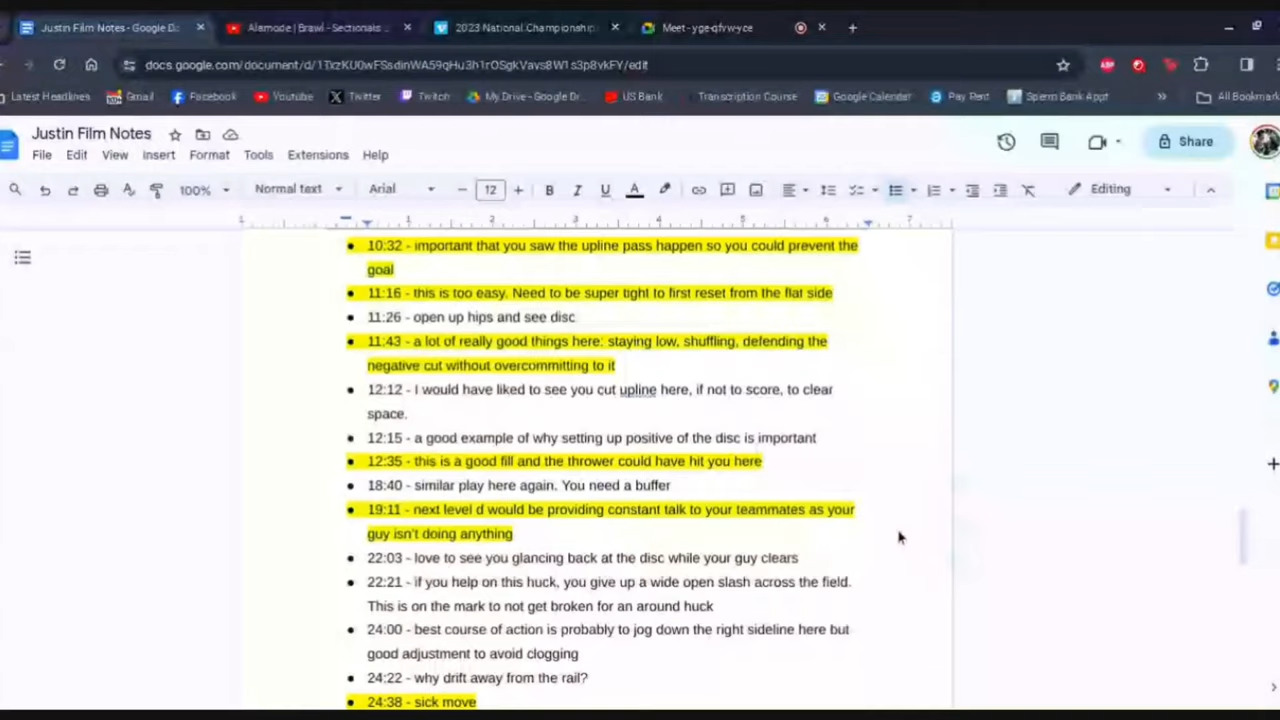 Justin Film Notes - Google Do
Alamode | Brawl - Sectionals
2023 National Championship
Meet - yge-qfvw-yce
docs.google.com/document/d/
Latest Headlines
Gmail
Facebook
Youtube
Twitter
Twitch
My Drive - Google Dr...
US Bank
Transcription Course
Google Calendar
Pay Rent
Sperm Bank Appt
All Bookmar
Justin Film Notes
Share
File Edit View Insert Format Tools Extensions Help
100% Normal text Arial 12 B I U A Editing
1 1 2 3 4 5 6 7
10:32 - important that you saw the upline pass happen so you could prevent the
goal
11:16 - this is too easy. Need to be super tight to first reset from the flat side
11:26 - open up hips and see disc
11:43 - a lot of really good things here: staying low, shuffling, defending the
negative cut without overcommitting to it
12:12 - I would have liked to see you cut upline here, if not to score, to clear
space.
12:15 - a good example of why setting up positive of the disc is important
12:35 - this is a good fill and the thrower could have hit you here
18:40 - similar play here again. You need a buffer
19:11 - next level d would be providing constant talk to your teammates as your
guy isn't doing anything
22:03 - love to see you glancing back at the disc while your guy clears
22:21 - if you help on this huck, you give up a wide open slash across the field.
This is on the mark to not get broken for an around huck
24:00 - best course of action is probably to jog down the right sideline here but
good adjustment to avoid clogging
24:22 - why drift away from the rail?
24:38 - sick move